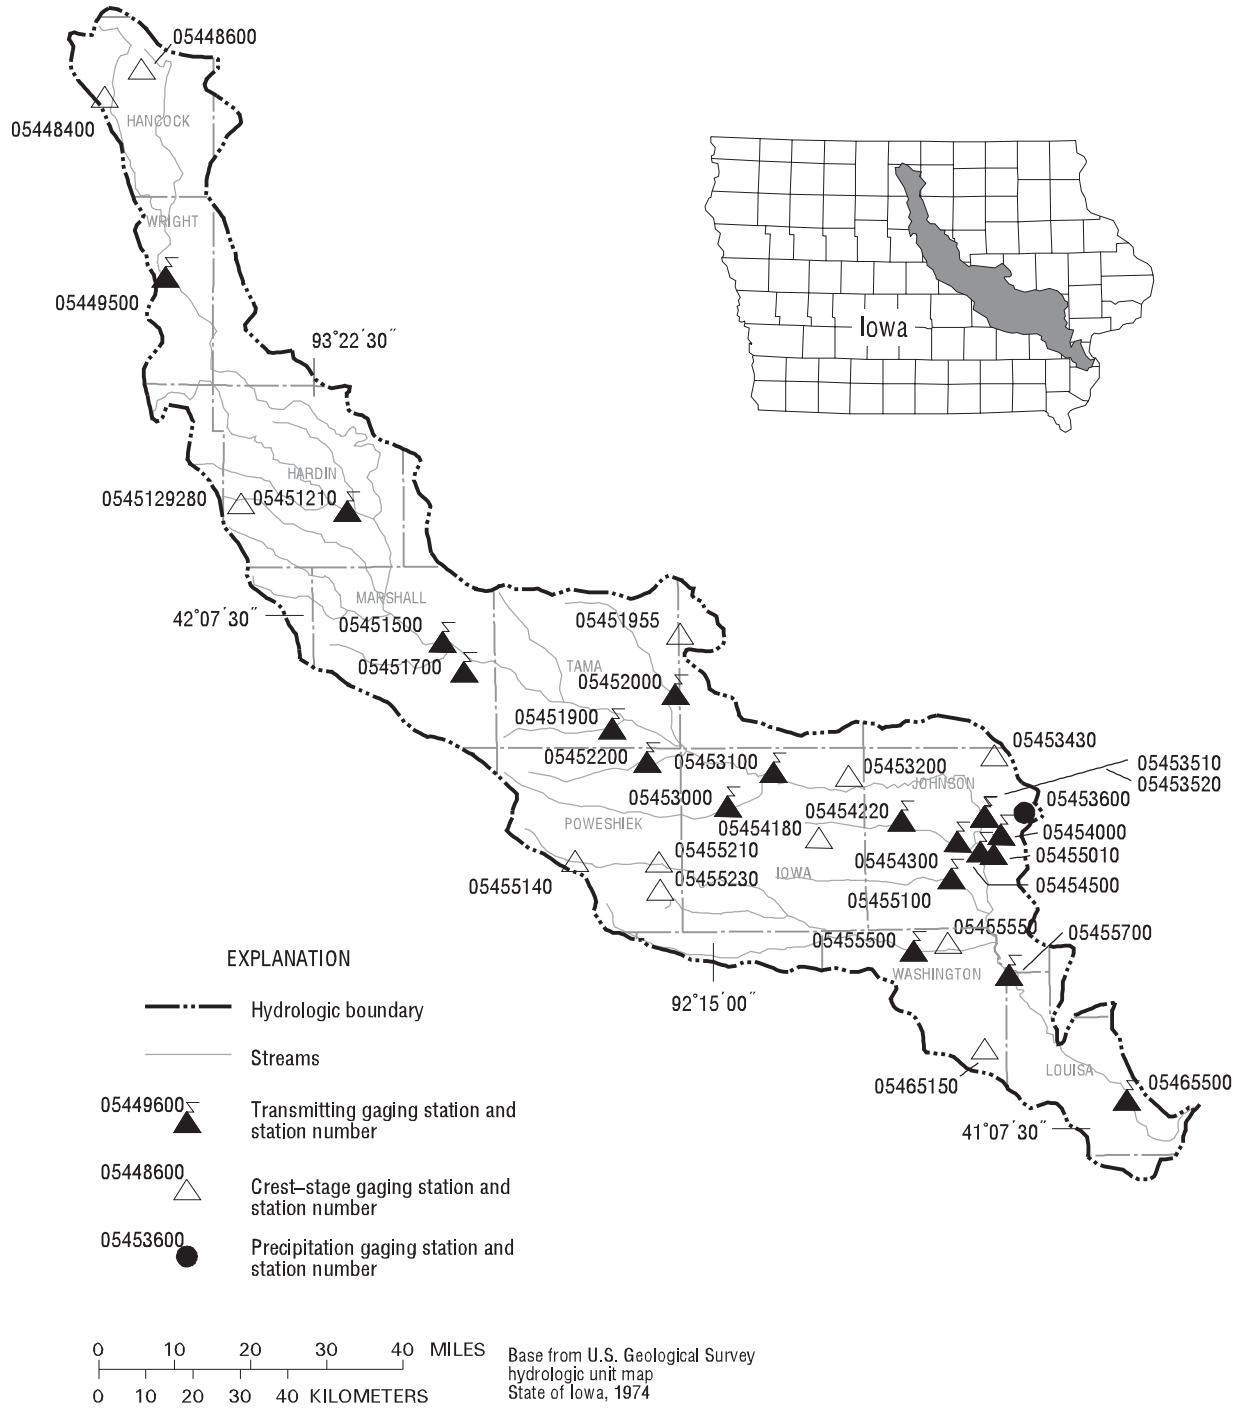 05448600
05448400
HANCOCK
WRIGHT
05449500
93°22′30″
Iowa
HARDIN
0545129280
05451210
MARSHALL
42°07′30″
05451500
05451700
05451955
TAMA
05452000
05451900
05452200
05453100
05453200
05453430
05453510
05453520
JOHNSON
05453600
05453000
05454220
POWESHIEK
05454180
05454000
05455010
05455210
05454300
IOWA
05455230
05454500
05455140
05455100
05455550
05455500
05455700
WASHINGTON
92°15′00″
05465150
LOUISA
05465500
41°07′30″
EXPLANATION
Hydrologic boundary
Streams
05449600
Transmitting gaging station and
station number
05448600
Crest–stage gaging station and
station number
05453600
Precipitation gaging station and
station number
0 10 20 30 40 MILES
0 10 20 30 40 KILOMETERS
Base from U.S. Geological Survey
hydrologic unit map
State of Iowa, 1974